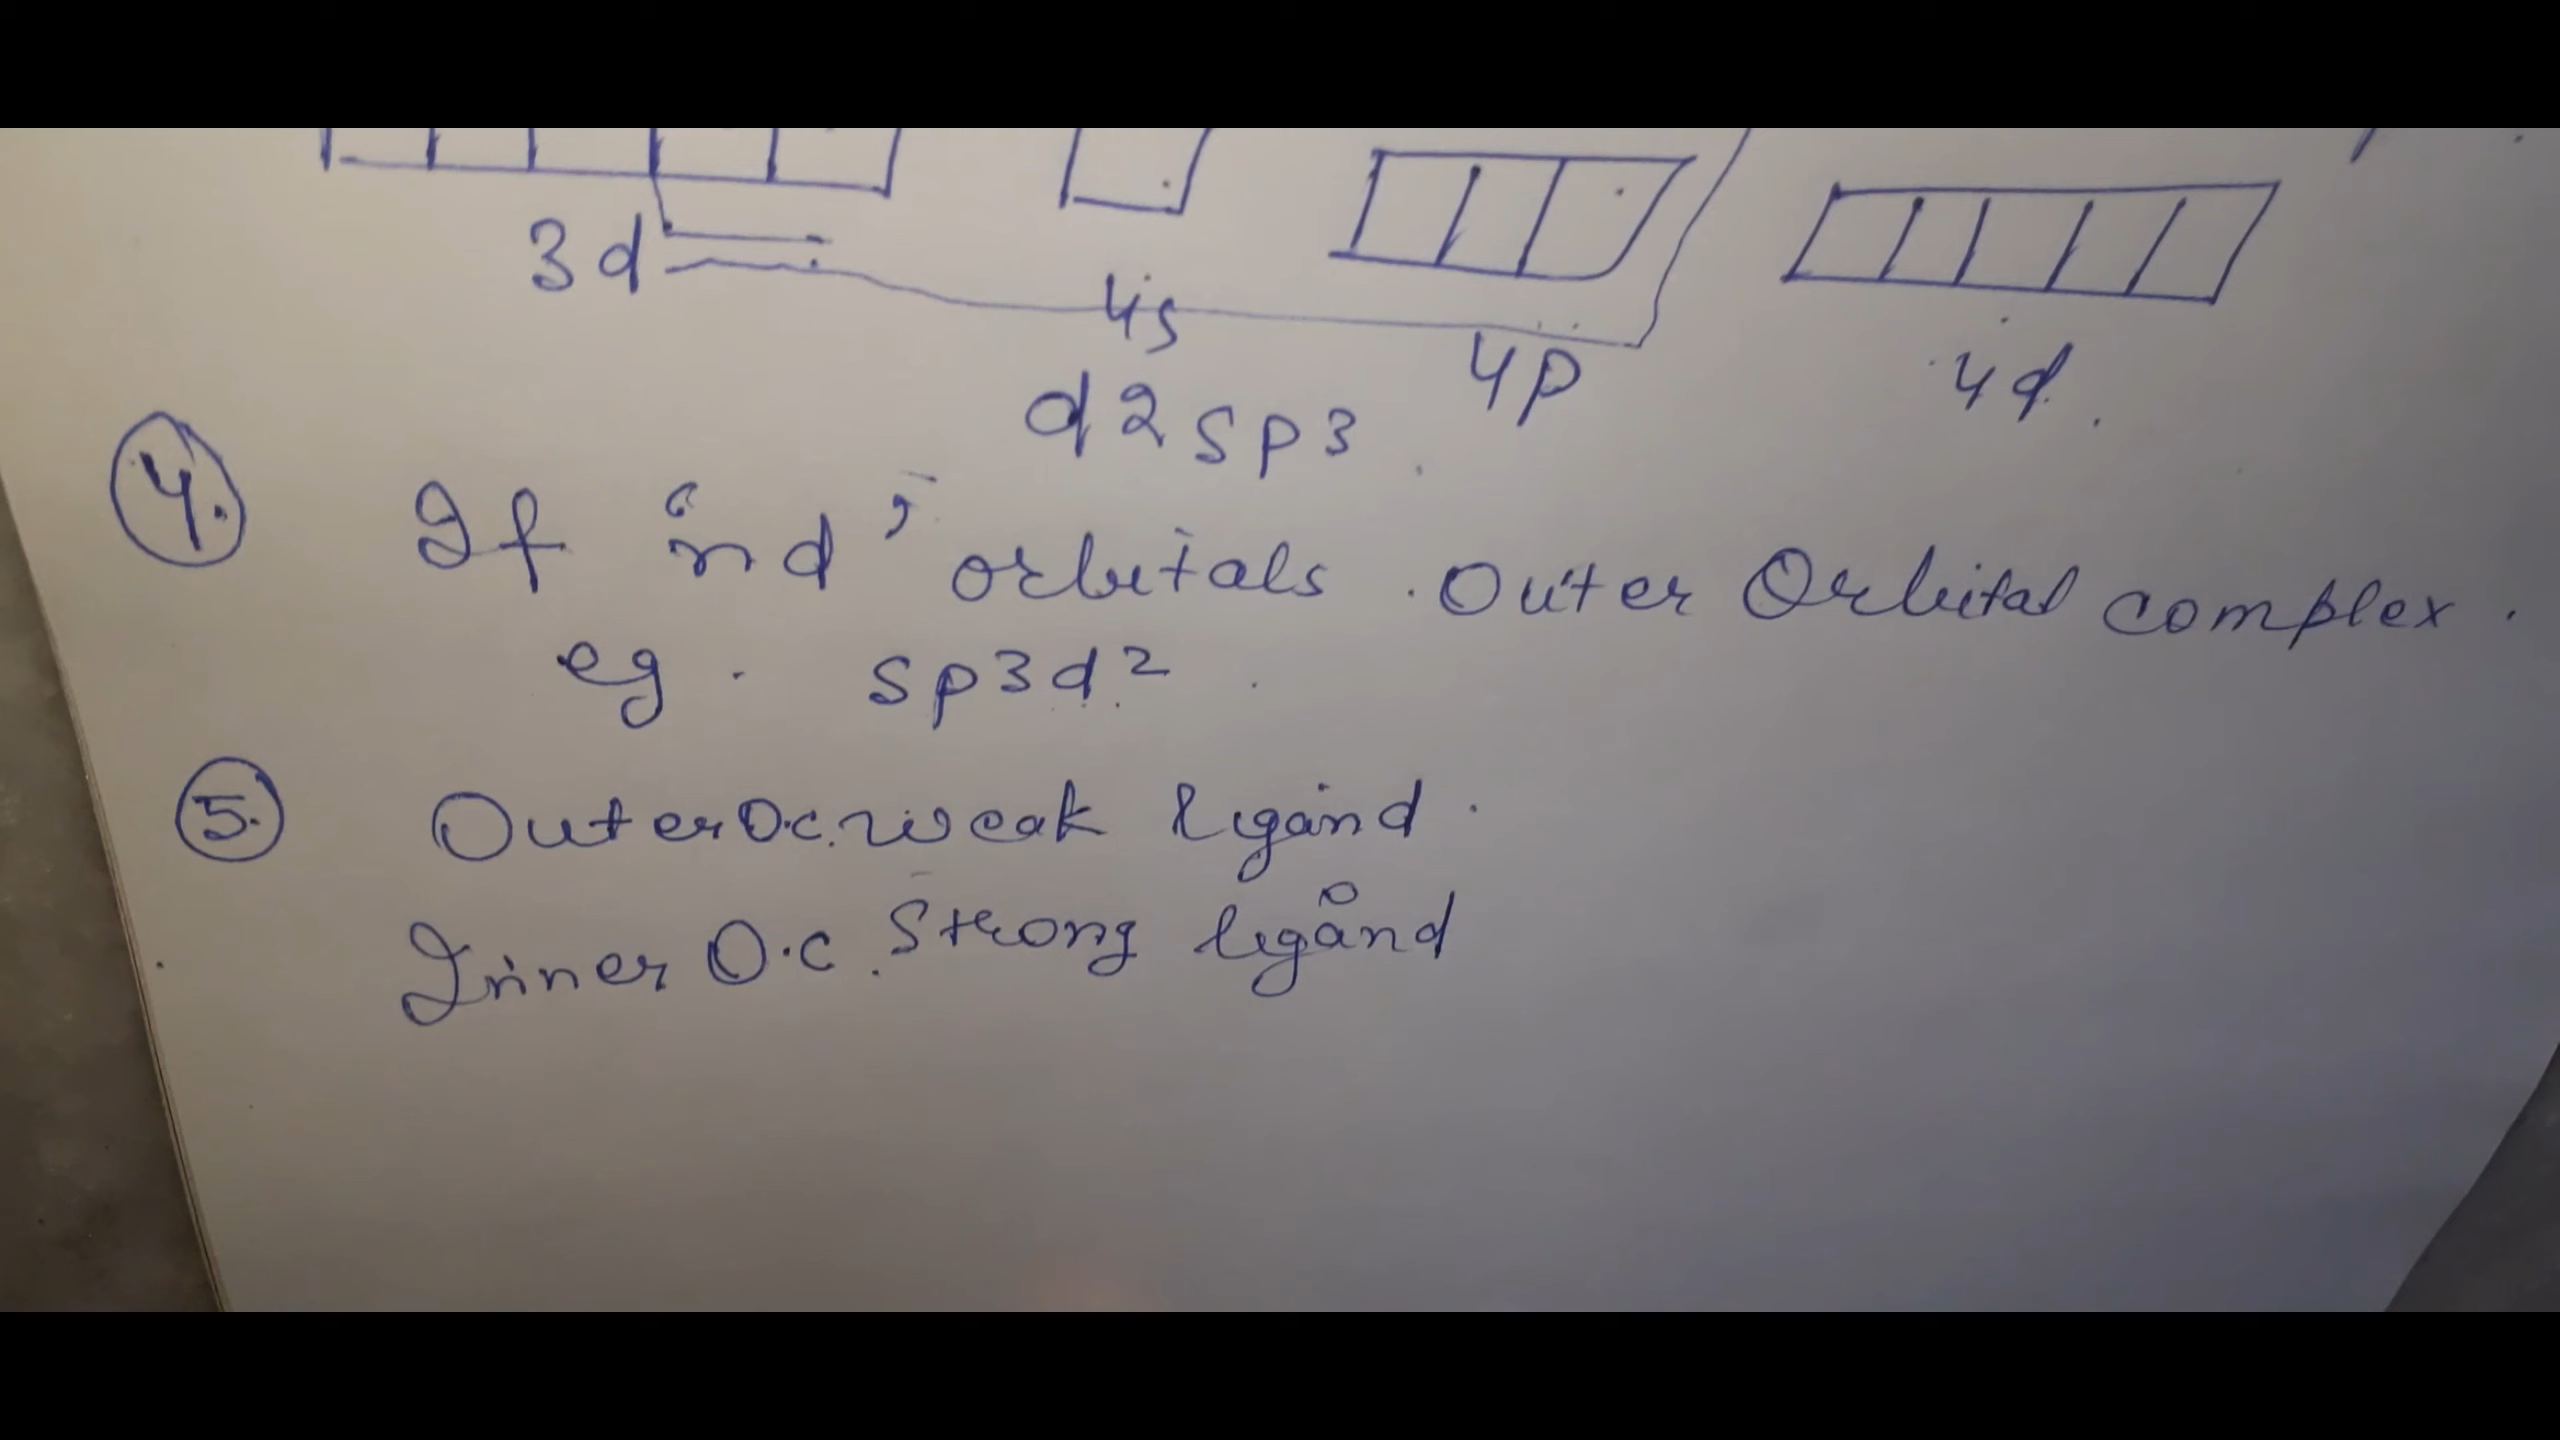 3d
4s
4p
4d.
d2sp3.
4. If 'nd' orbitals. Outer Orbital complex.
eg. sp3d²
5. Outer O.C. weak ligand.
Inner O.C. Strong ligand